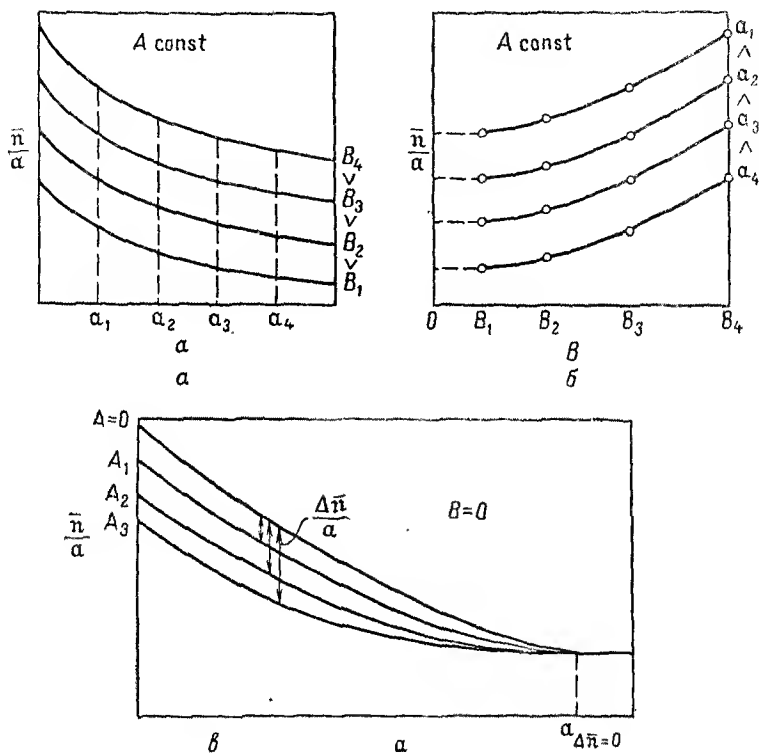 A const
n̅/a
B₄
∨
B₃
∨
B₂
∨
B₁
a₁ a₂ a₃ a₄
a
а
A const
n̅/a
a₁
∧
a₂
∧
a₃
∧
a₄
0 B₁ B₂ B₃ B₄
B
б
A=0
A₁
A₂
A₃
n̅/a
Δn̅/a
B=0
a Δn̅=0
в a